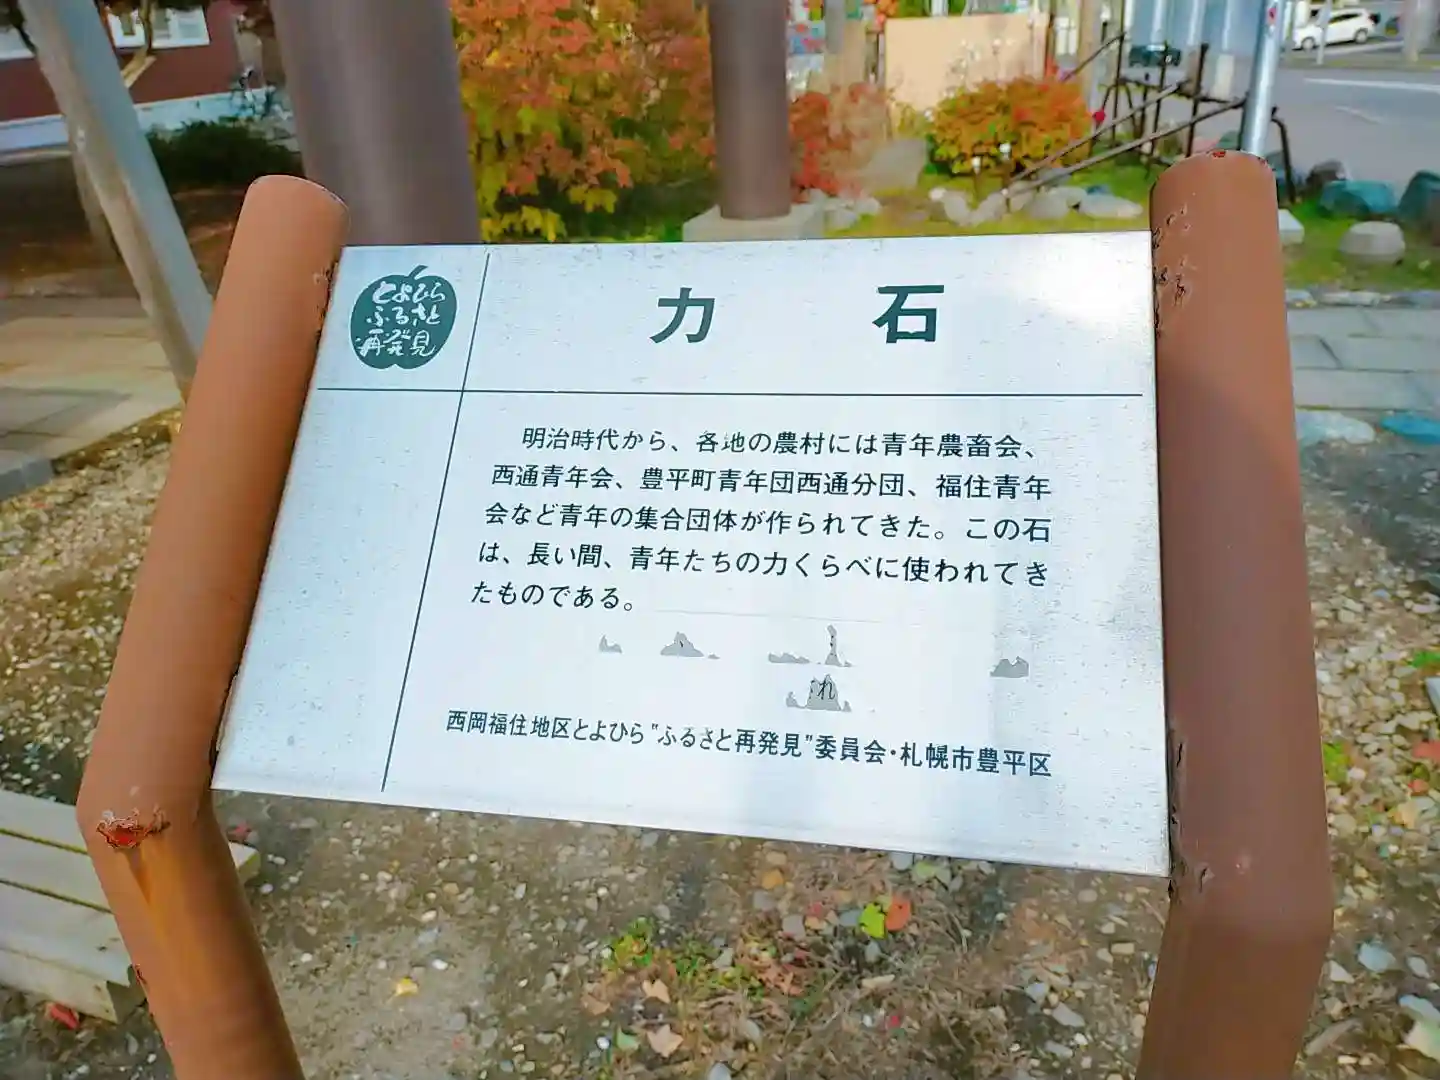 とよひら
ふるさと
再発見
力石
明治時代から、各地の農村には青年農畜会、
西通青年会、豊平町青年団西通分団、福住青年
会など青年の集合団体が作られてきた。この石
は、長い間、青年たちの力くらべに使われてき
たものである。
れ
西岡福住地区とよひら"ふるさと再発見"委員会・札幌市豊平区